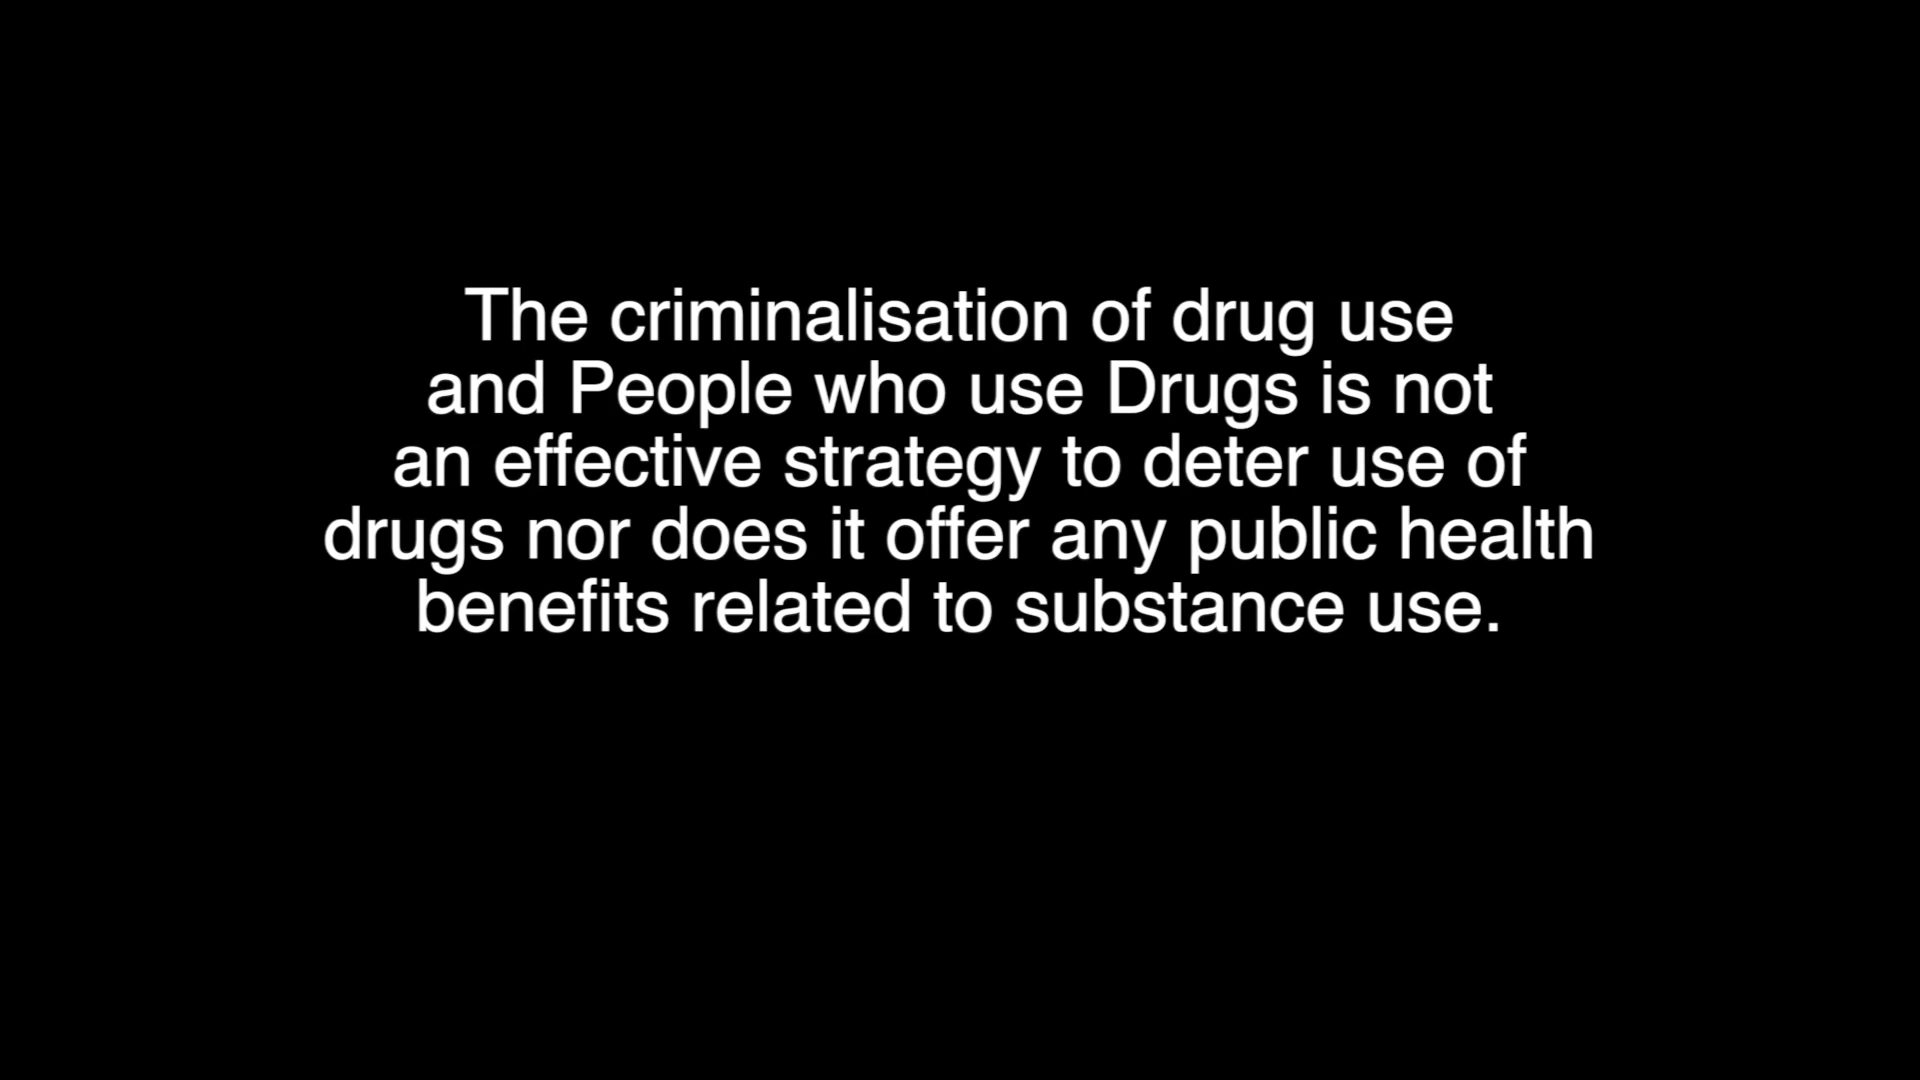 The criminalisation of drug use
and People who use Drugs is not
an effective strategy to deter use of
drugs nor does it offer any public health
benefits related to substance use.